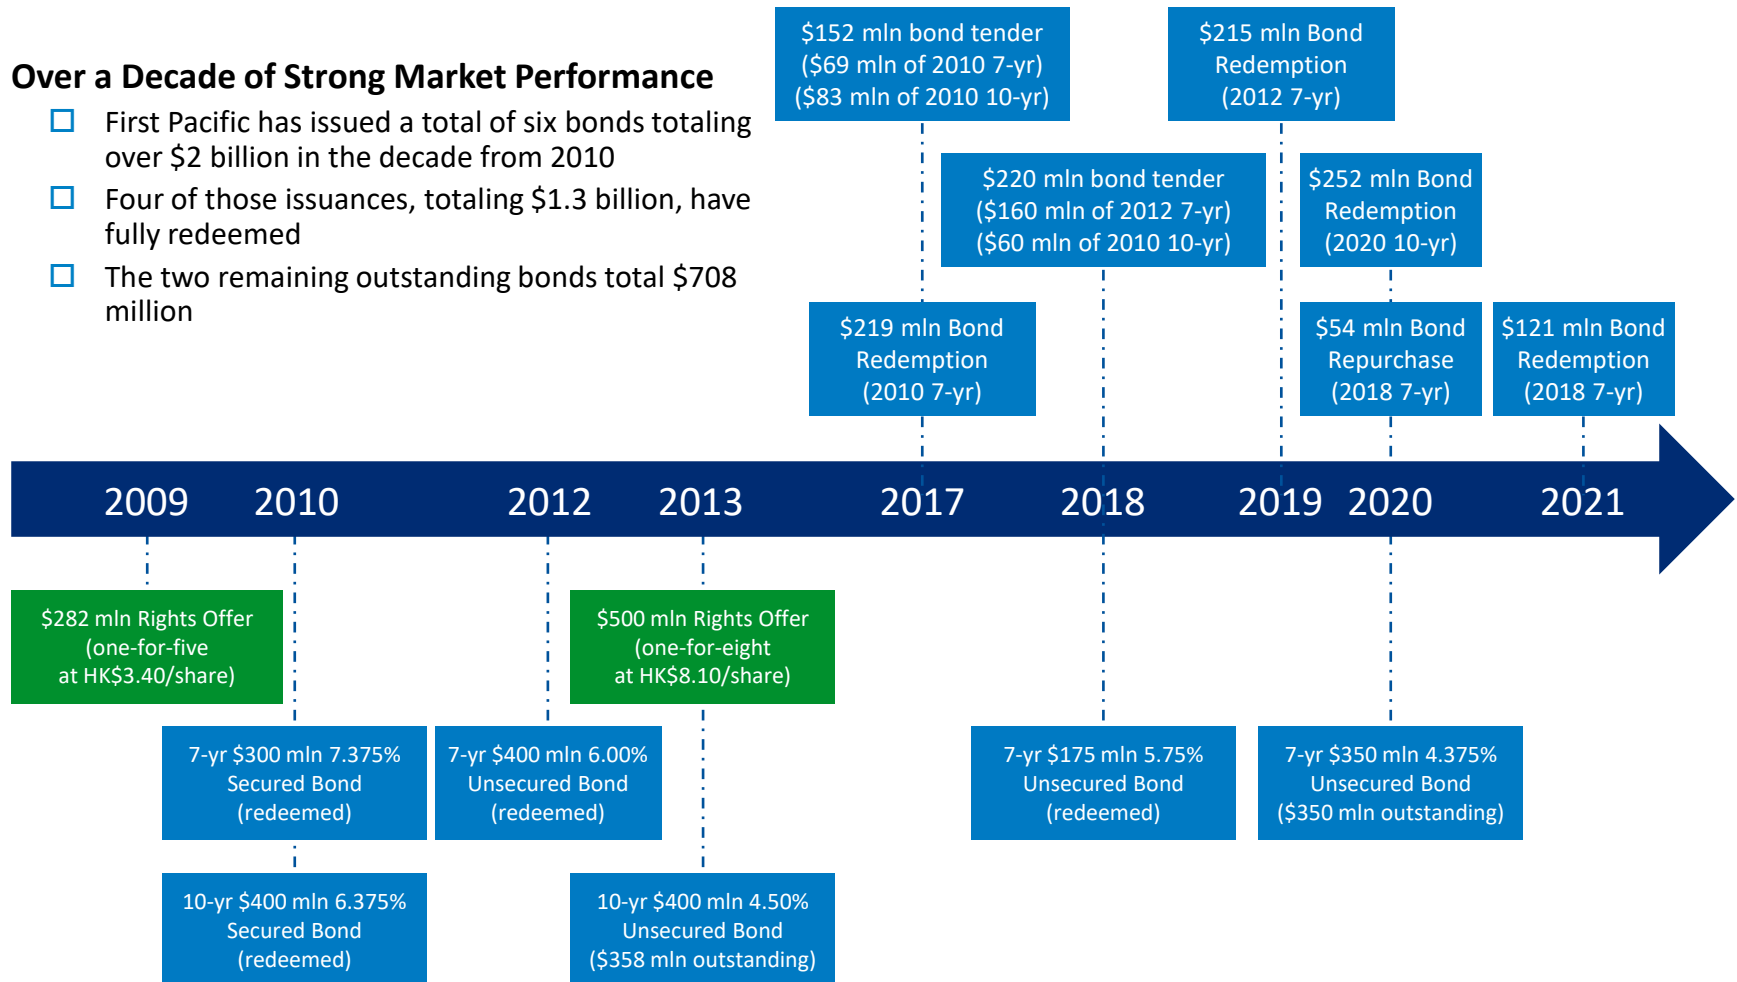 Over a Decade of Strong Market Performance
First Pacific has issued a total of six bonds totaling
over $2 billion in the decade from 2010
Four of those issuances, totaling $1.3 billion, have
fully redeemed
The two remaining outstanding bonds total $708
million
$152 mln bond tender
($69 mln of 2010 7-yr)
($83 mln of 2010 10-yr)
$215 mln Bond
Redemption
(2012 7-yr)
$220 mln bond tender
($160 mln of 2012 7-yr)
($60 mln of 2010 10-yr)
$252 mln Bond
Redemption
(2020 10-yr)
$219 mln Bond
Redemption
(2010 7-yr)
$54 mln Bond
Repurchase
(2018 7-yr)
$121 mln Bond
Redemption
(2018 7-yr)
2009 2010 2012 2013 2017 2018 2019 2020 2021
$282 mln Rights Offer
(one-for-five
at HK$3.40/share)
$500 mln Rights Offer
(one-for-eight
at HK$8.10/share)
7-yr $300 mln 7.375%
Secured Bond
(redeemed)
7-yr $400 mln 6.00%
Unsecured Bond
(redeemed)
7-yr $175 mln 5.75%
Unsecured Bond
(redeemed)
7-yr $350 mln 4.375%
Unsecured Bond
($350 mln outstanding)
10-yr $400 mln 6.375%
Secured Bond
(redeemed)
10-yr $400 mln 4.50%
Unsecured Bond
($358 mln outstanding)